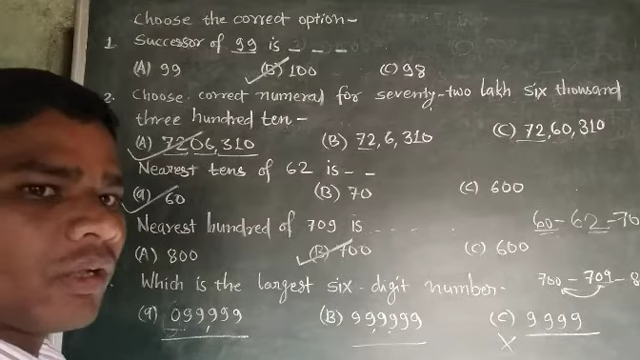 Choose the correct option-
1. Successor of 99 is - - -
(A) 99 (B) 100 (C) 98
2. Choose correct numeral for seventy-two lakh six thousand
three hundred ten-
(A) 7206,310 (B) 72,6,310 (C) 72,60,310
Nearest tens of 62 is - -
(a) 60 (B) 70 (C) 600
60-62-70
Nearest hundred of 709 is - - - - -
(A) 800 (B) 700 (C) 600
700-709-8
Which is the largest six-digit number.
(a) 099999 (B) 999999 (C) 9999